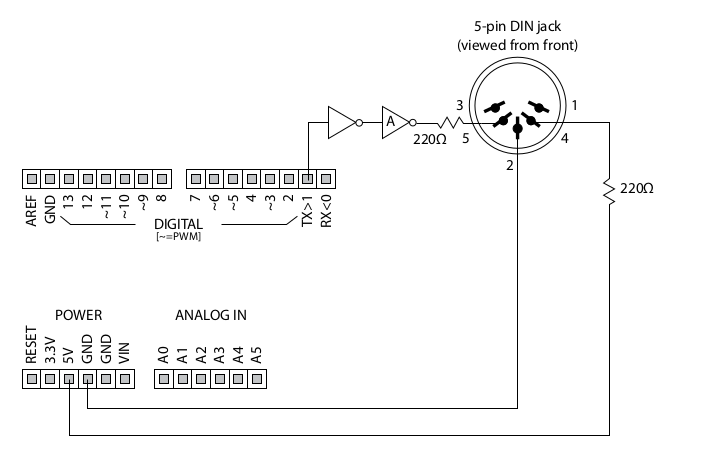 5-pin DIN jack
(viewed from front)
3
1
A
220Ω
5
4
2
220Ω
AREF
GND
13
12
~11
~10
~9
8
7
~6
~5
4
~3
2
TX>1
RX<0
DIGITAL
[~=PWM]
POWER
ANALOG IN
RESET
3.3V
5V
GND
GND
VIN
A0
A1
A2
A3
A4
A5